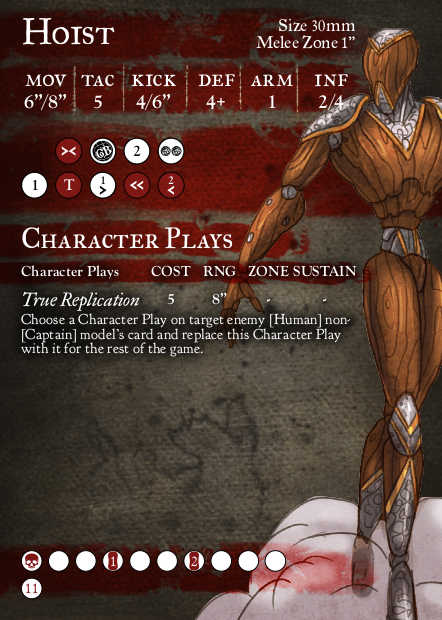 Hoist
Size 30mm
Melee Zone 1"
MOV TAC KICK DEF ARM INF
6"/8" 5 4/6" 4+ 1 2/4
>< GB 2
1 T 1 > << 2 <
Character Plays
Character Plays COST RNG ZONE SUSTAIN
True Replication 5 8" - -
Choose a Character Play on target enemy [Human] non-
[Captain] model's card and replace this Character Play
with it for the rest of the game.
1 2
11